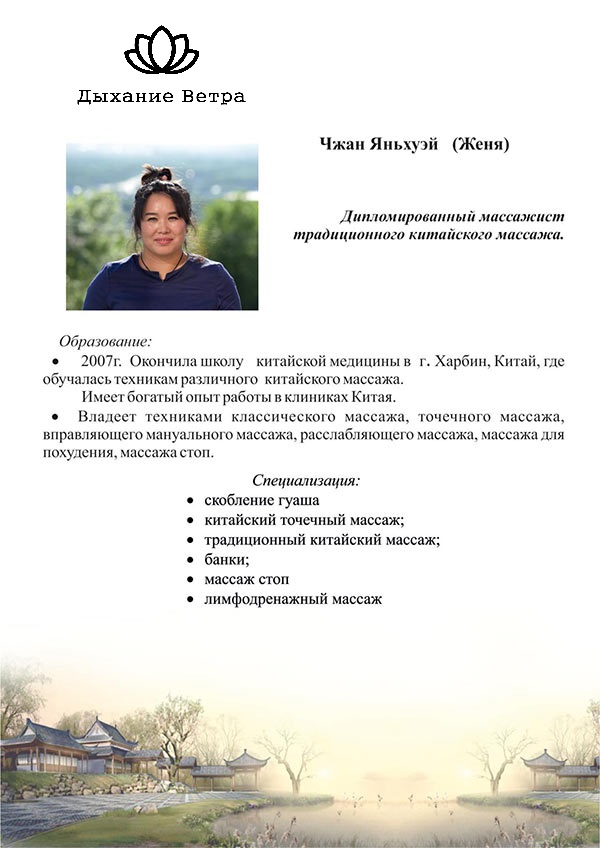 Дыхание Ветра
Чжан Яньхуэй (Женя)
Дипломированный массажист
традиционного китайского массажа.
Образование:
• 2007г. Окончила школу китайской медицины в г. Харбин, Китай, где
обучалась техникам различного китайского массажа.
Имеет богатый опыт работы в клиниках Китая.
• Владеет техниками классического массажа, точечного массажа,
вправляющего мануального массажа, расслабляющего массажа, массажа для
похудения, массажа стоп.
Специализация:
• скобление гуаша
• китайский точечный массаж;
• традиционный китайский массаж;
• банки;
• массаж стоп
• лимфодренажный массаж